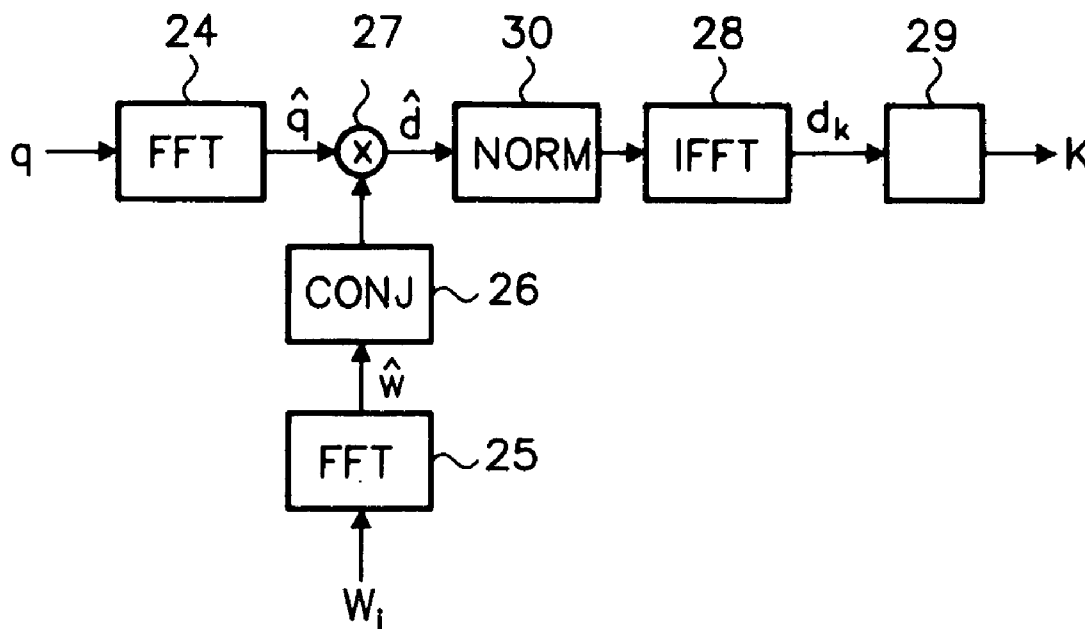 24 27 30 28 29
q FFT q̂ X d̂ NORM IFFT d_k K
CONJ 26
ŵ
FFT 25
W_i